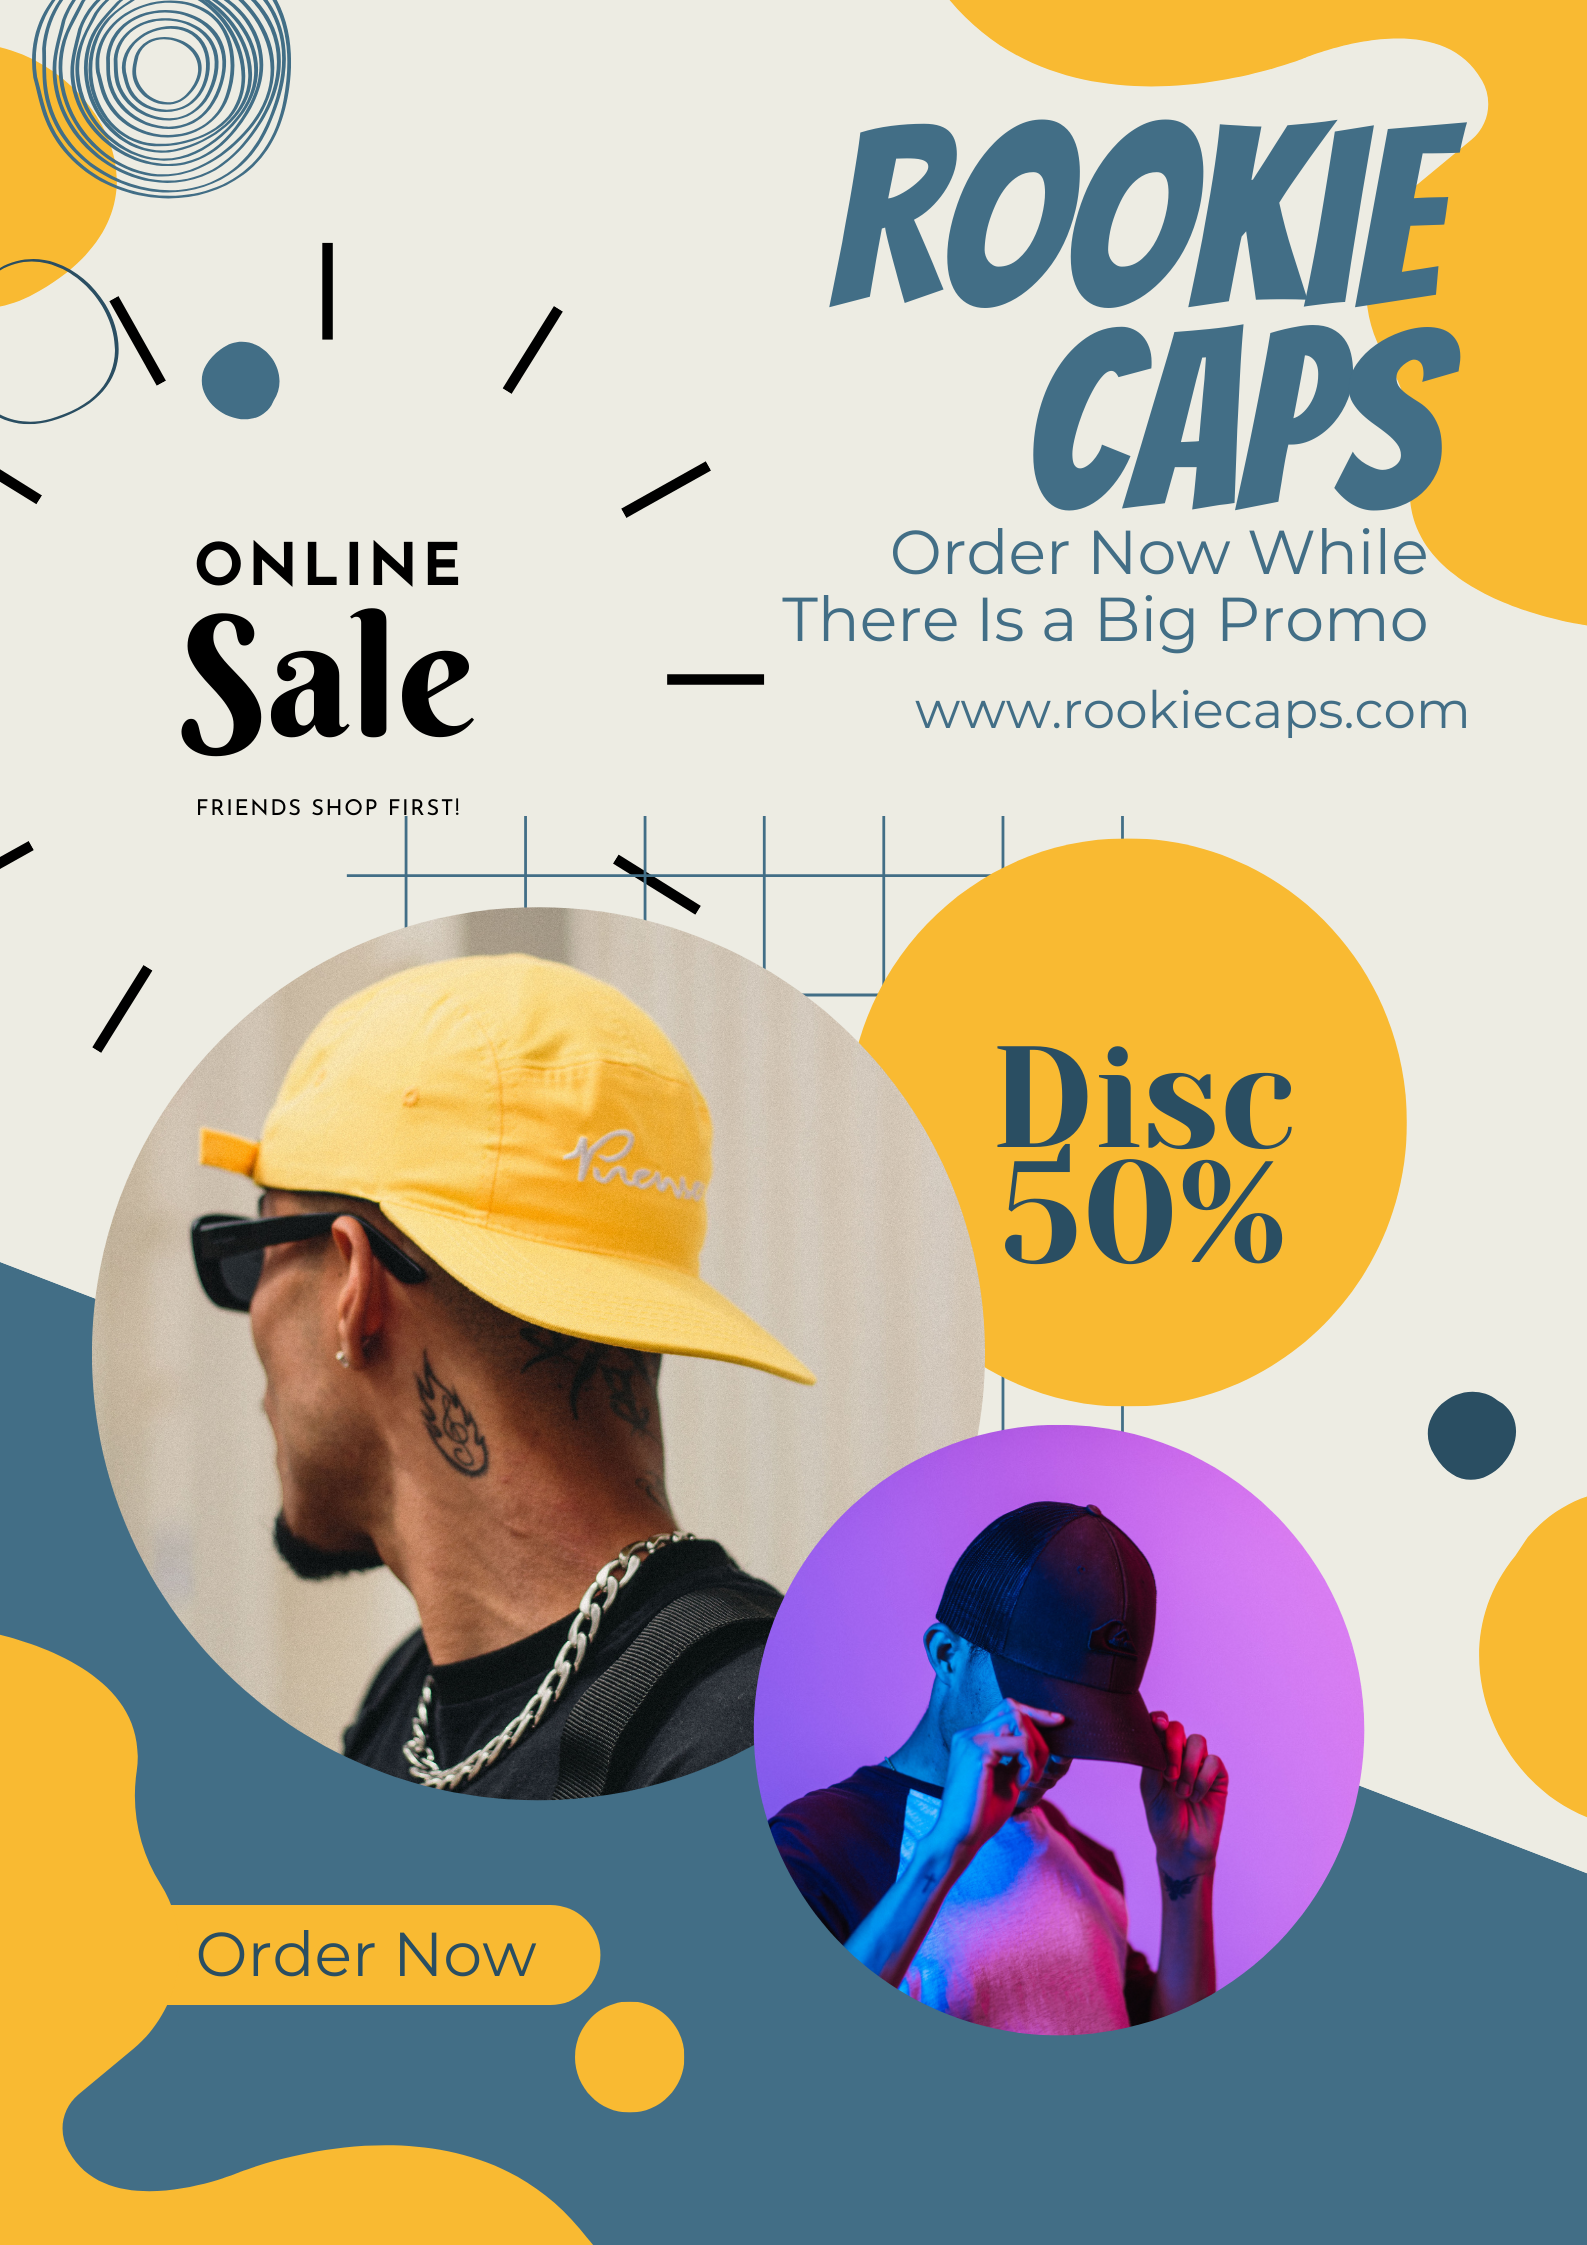 ROOKIE
CAPS
Order Now While
There Is a Big Promo
www.rookiecaps.com
ONLINE
Sale
FRIENDS SHOP FIRST!
Disc
50%
Order Now